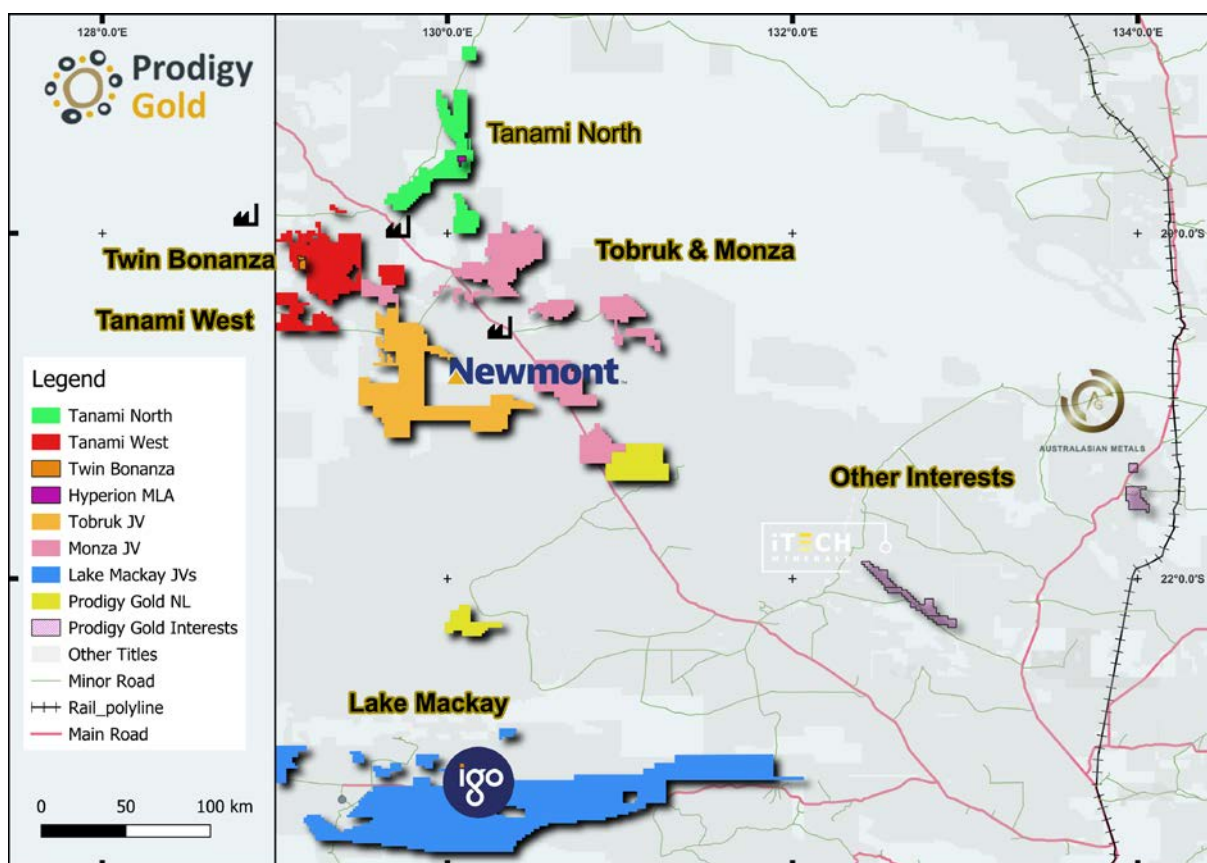 128°0.0'E
130°0.0'E
132°0.0'E
134°0.0'E
Prodigy
Gold
Tanami North
20°0.0'S
Twin Bonanza
Tobruk & Monza
Tanami West
Newmont™
Legend
Tanami North
Tanami West
Twin Bonanza
Hyperion MLA
Tobruk JV
Monza JV
Lake Mackay JVs
Prodigy Gold NL
Prodigy Gold Interests
Other Titles
Minor Road
Rail_polyline
Main Road
AUSTRALASIAN METALS
Other Interests
iTECH
MINERALS
22°0.0'S
Lake Mackay
igo
0 50 100 km